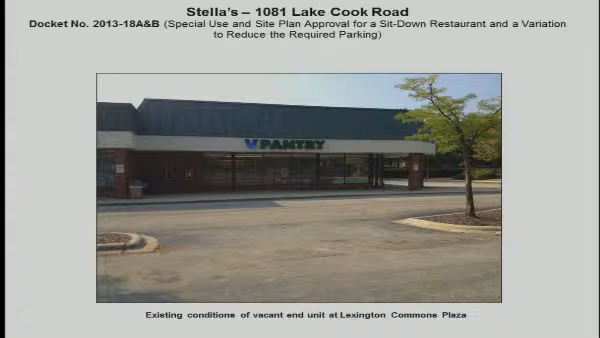 Stella's – 1081 Lake Cook Road
Docket No. 2013-18A&B (Special Use and Site Plan Approval for a Sit-Down Restaurant and a Variation
to Reduce the Required Parking)
V PANTRY
Existing conditions of vacant end unit at Lexington Commons Plaza